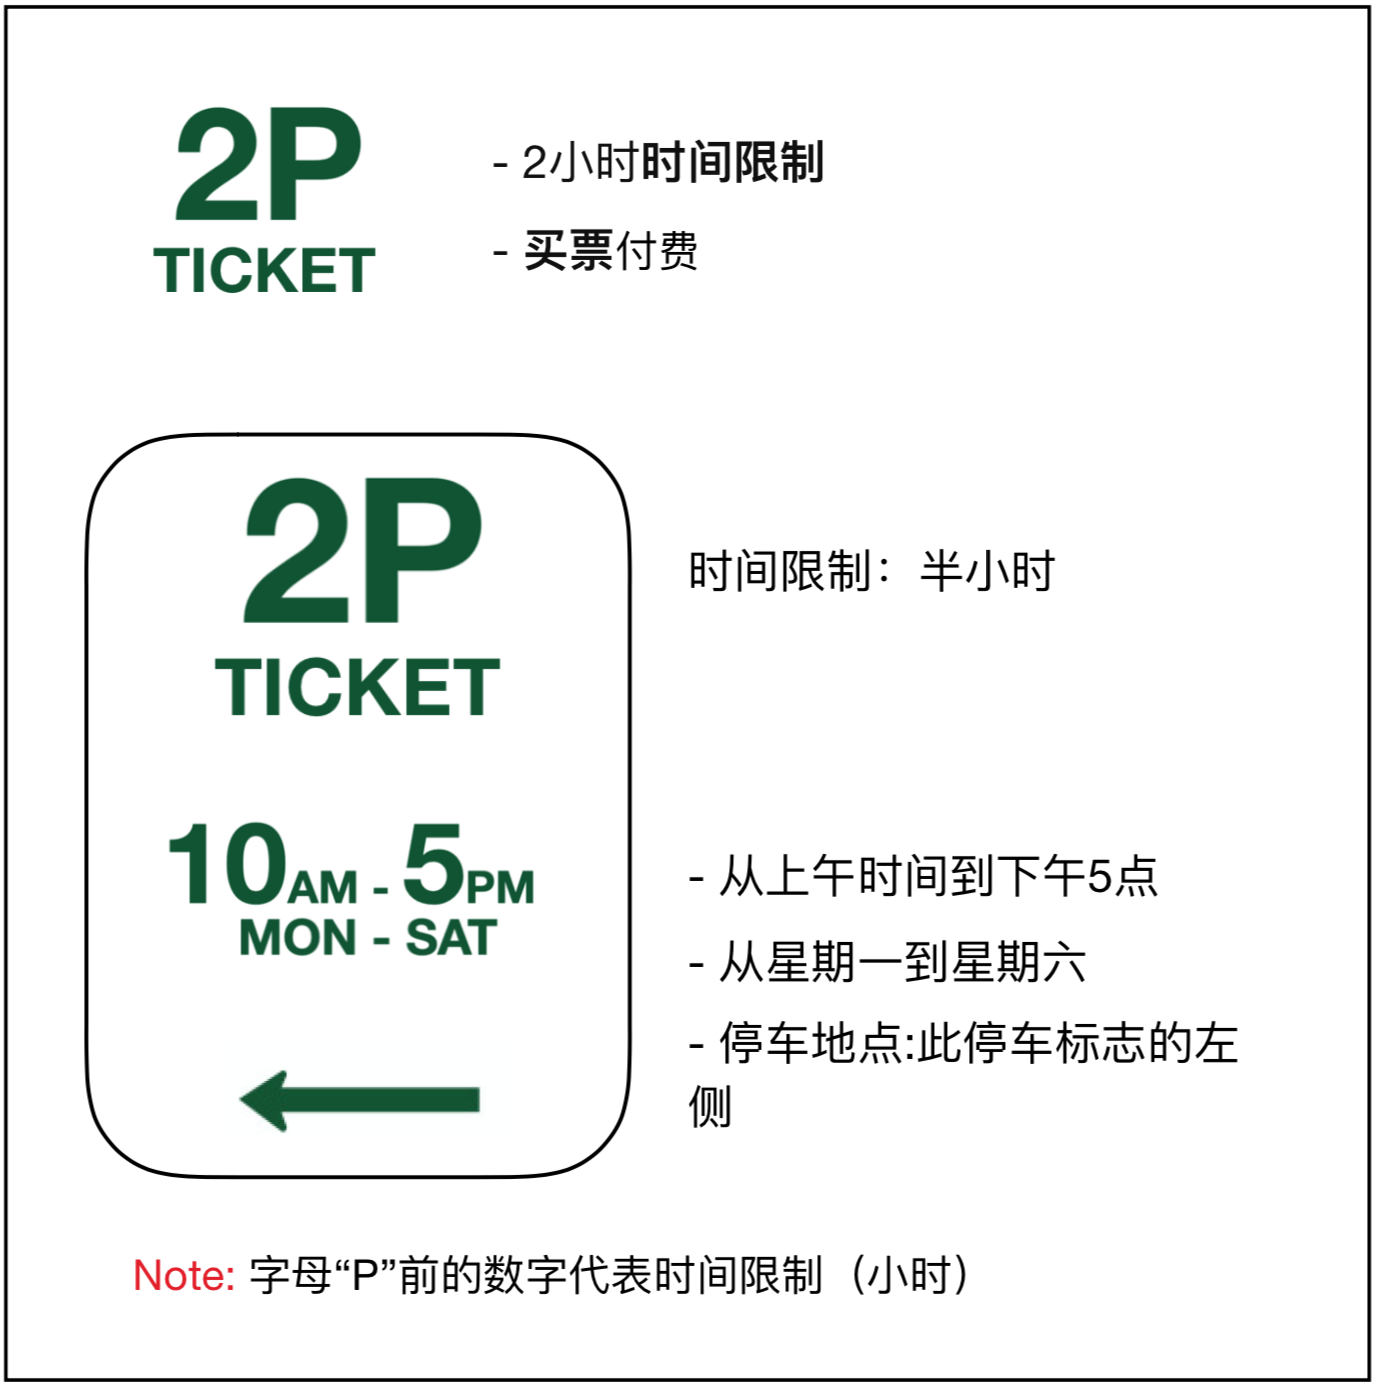 2P
TICKET
- 2小时时间限制
- 买票付费
2P
TICKET
时间限制：半小时
10AM - 5PM
MON - SAT
- 从上午时间到下午5点
- 从星期一到星期六
- 停车地点:此停车标志的左
侧
Note: 字母“P”前的数字代表时间限制（小时）